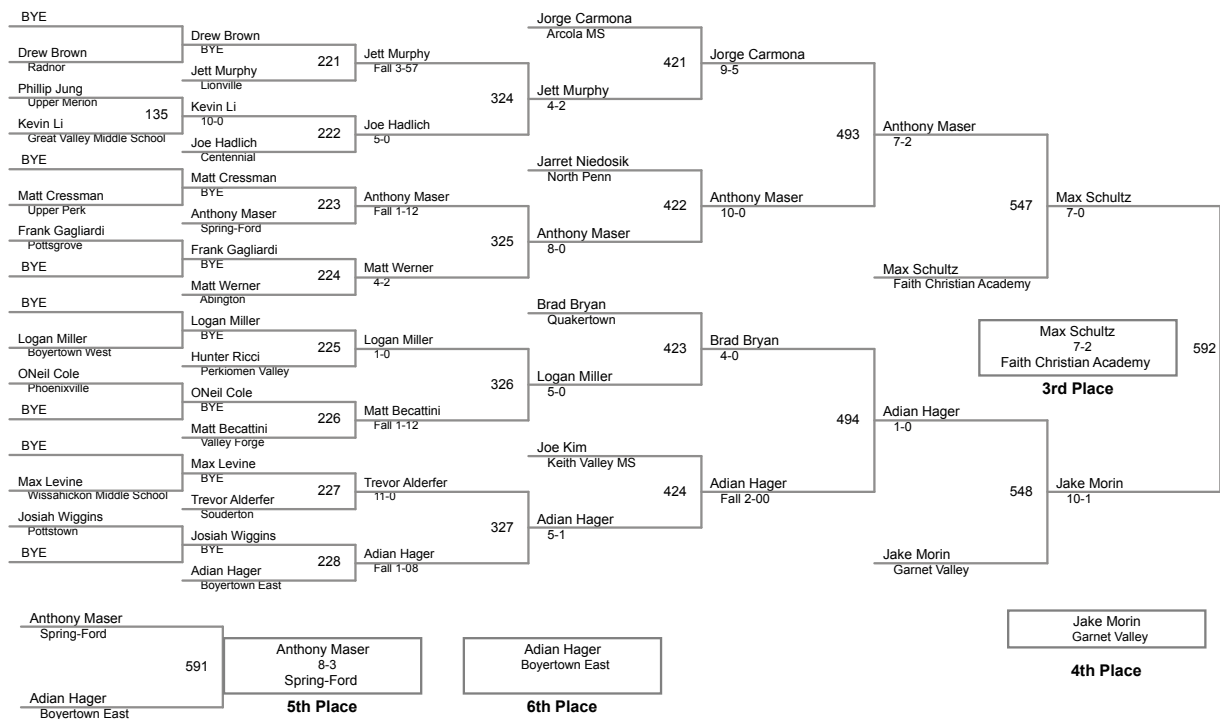 BYE
Drew Brown
Radnor
Phillip Jung
Upper Merion
135
Kevin Li
Great Valley Middle School
BYE
Matt Cressman
Upper Perk
Frank Gagliardi
Pottsgrove
BYE
BYE
Logan Miller
Boyertown West
ONeil Cole
Phoenixville
BYE
BYE
Max Levine
Wissahickon Middle School
Josiah Wiggins
Pottstown
BYE
Drew Brown
BYE
221
Jett Murphy
Lionville
Kevin Li
10-0
222
Joe Hadlich
Centennial
Matt Cressman
BYE
223
Anthony Maser
Spring-Ford
Frank Gagliardi
BYE
224
Matt Werner
Abington
Logan Miller
BYE
225
Hunter Ricci
Perkiomen Valley
ONeil Cole
BYE
226
Matt Becattini
Valley Forge
Max Levine
BYE
227
Trevor Alderfer
Souderton
Josiah Wiggins
BYE
228
Adian Hager
Boyertown East
Jett Murphy
Fall 3-57
324
Joe Hadlich
5-0
Anthony Maser
Fall 1-12
325
Matt Werner
4-2
Logan Miller
1-0
326
Matt Becattini
Fall 1-12
Trevor Alderfer
11-0
327
Adian Hager
Fall 1-08
Jorge Carmona
Arcola MS
421
Jett Murphy
4-2
Jarret Niedosik
North Penn
422
Anthony Maser
8-0
Brad Bryan
Quakertown
423
Logan Miller
5-0
Joe Kim
Keith Valley MS
424
Adian Hager
5-1
Jorge Carmona
9-5
493
Anthony Maser
10-0
Brad Bryan
4-0
494
Adian Hager
Fall 2-00
Anthony Maser
7-2
547
Max Schultz
Faith Christian Academy
Adian Hager
1-0
548
Jake Morin
Garnet Valley
Max Schultz
7-0
Max Schultz
7-2
Faith Christian Academy
592
3rd Place
Jake Morin
10-1
Jake Morin
Garnet Valley
4th Place
Anthony Maser
Spring-Ford
591
Adian Hager
Boyertown East
Anthony Maser
8-3
Spring-Ford
5th Place
Adian Hager
Boyertown East
6th Place